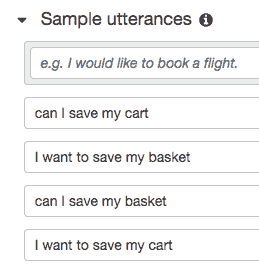 Sample utterances
e.g. I would like to book a flight.
can I save my cart
I want to save my basket
can I save my basket
I want to save my cart